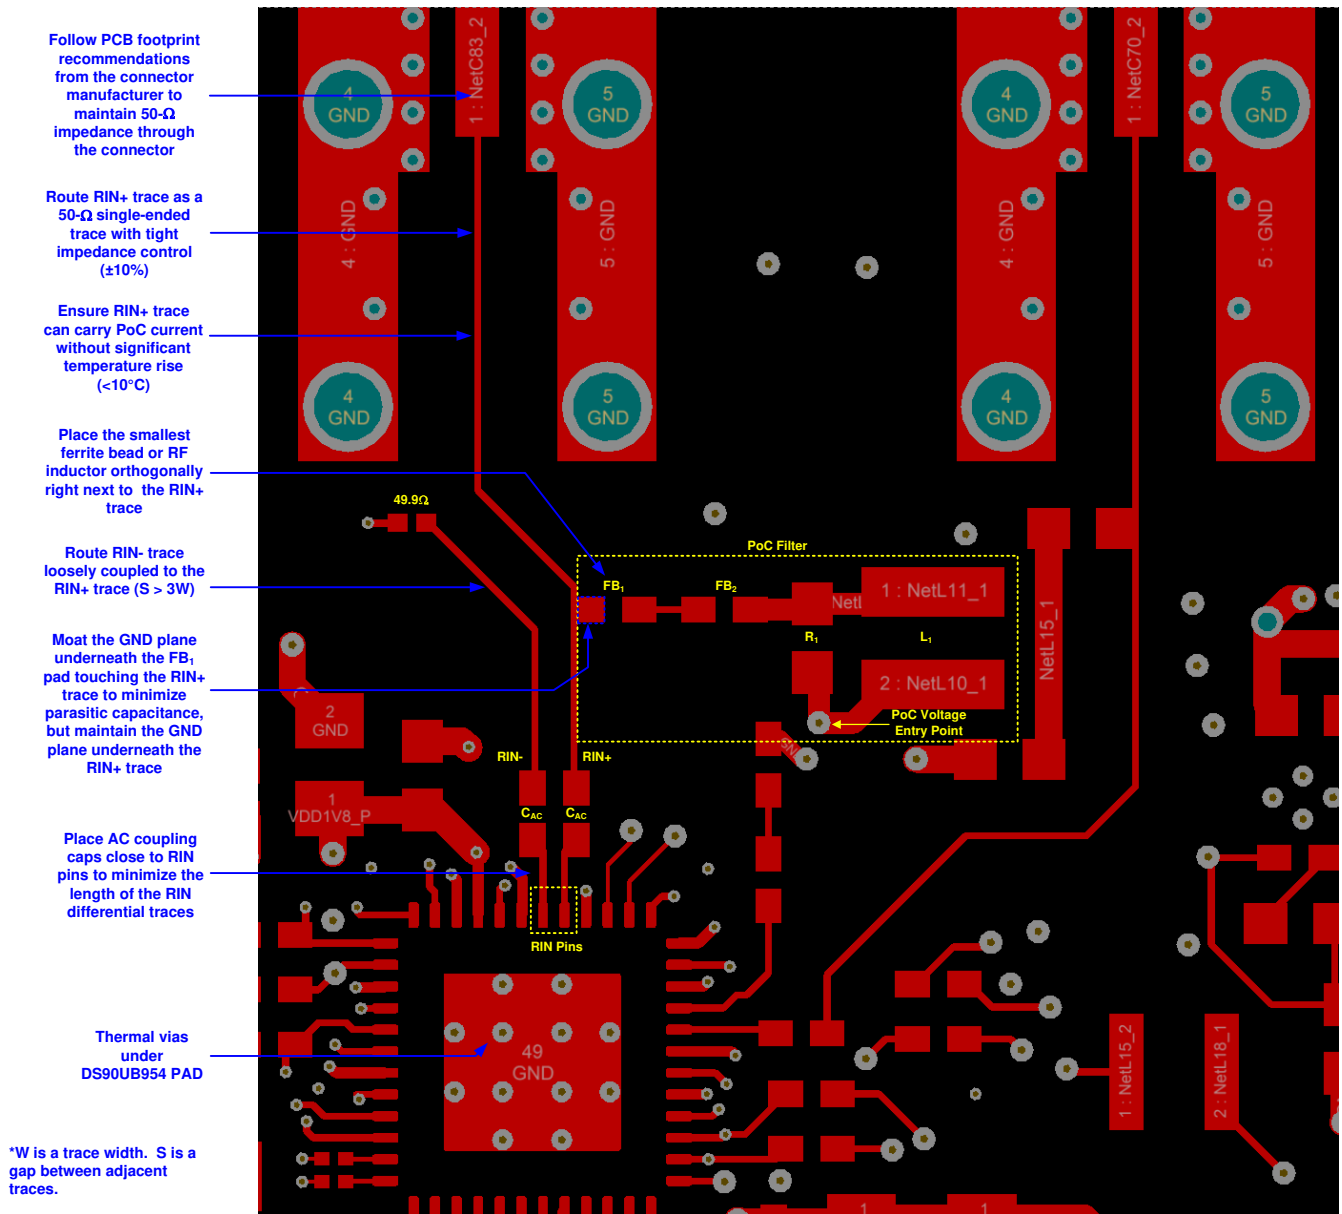 Follow PCB footprint
recommendations
from the connector
manufacturer to
maintain 50-Ω
impedance through
the connector
Route RIN+ trace as a
50-Ω single-ended
trace with tight
impedance control
(±10%)
Ensure RIN+ trace
can carry PoC current
without significant
temperature rise
(<10°C)
Place the smallest
ferrite bead or RF
inductor orthogonally
right next to the RIN+
trace
Route RIN- trace
loosely coupled to the
RIN+ trace (S > 3W)
Moat the GND plane
underneath the FB₁
pad touching the RIN+
trace to minimize
parasitic capacitance,
but maintain the GND
plane underneath the
RIN+ trace
Place AC coupling
caps close to RIN
pins to minimize the
length of the RIN
differential traces
Thermal vias
under
DS90UB954 PAD
*W is a trace width. S is a
gap between adjacent
traces.
1 : NetC83_2
1 : NetC70_2
4
GND
5
GND
4
GND
5
GND
4 : GND
5 : GND
4 : GND
5 : GND
4
GND
5
GND
4
GND
5
GND
49.9Ω
PoC Filter
FB₁
FB₂
NetL
1 : NetL11_1
R₁
L₁
2 : NetL10_1
NetL15_1
PoC Voltage
Entry Point
GND
2
GND
1
VDD1V8_P
RIN-
RIN+
C_AC
C_AC
RIN Pins
49
GND
1 : NetL15_2
2 : NetL18_1
1
1